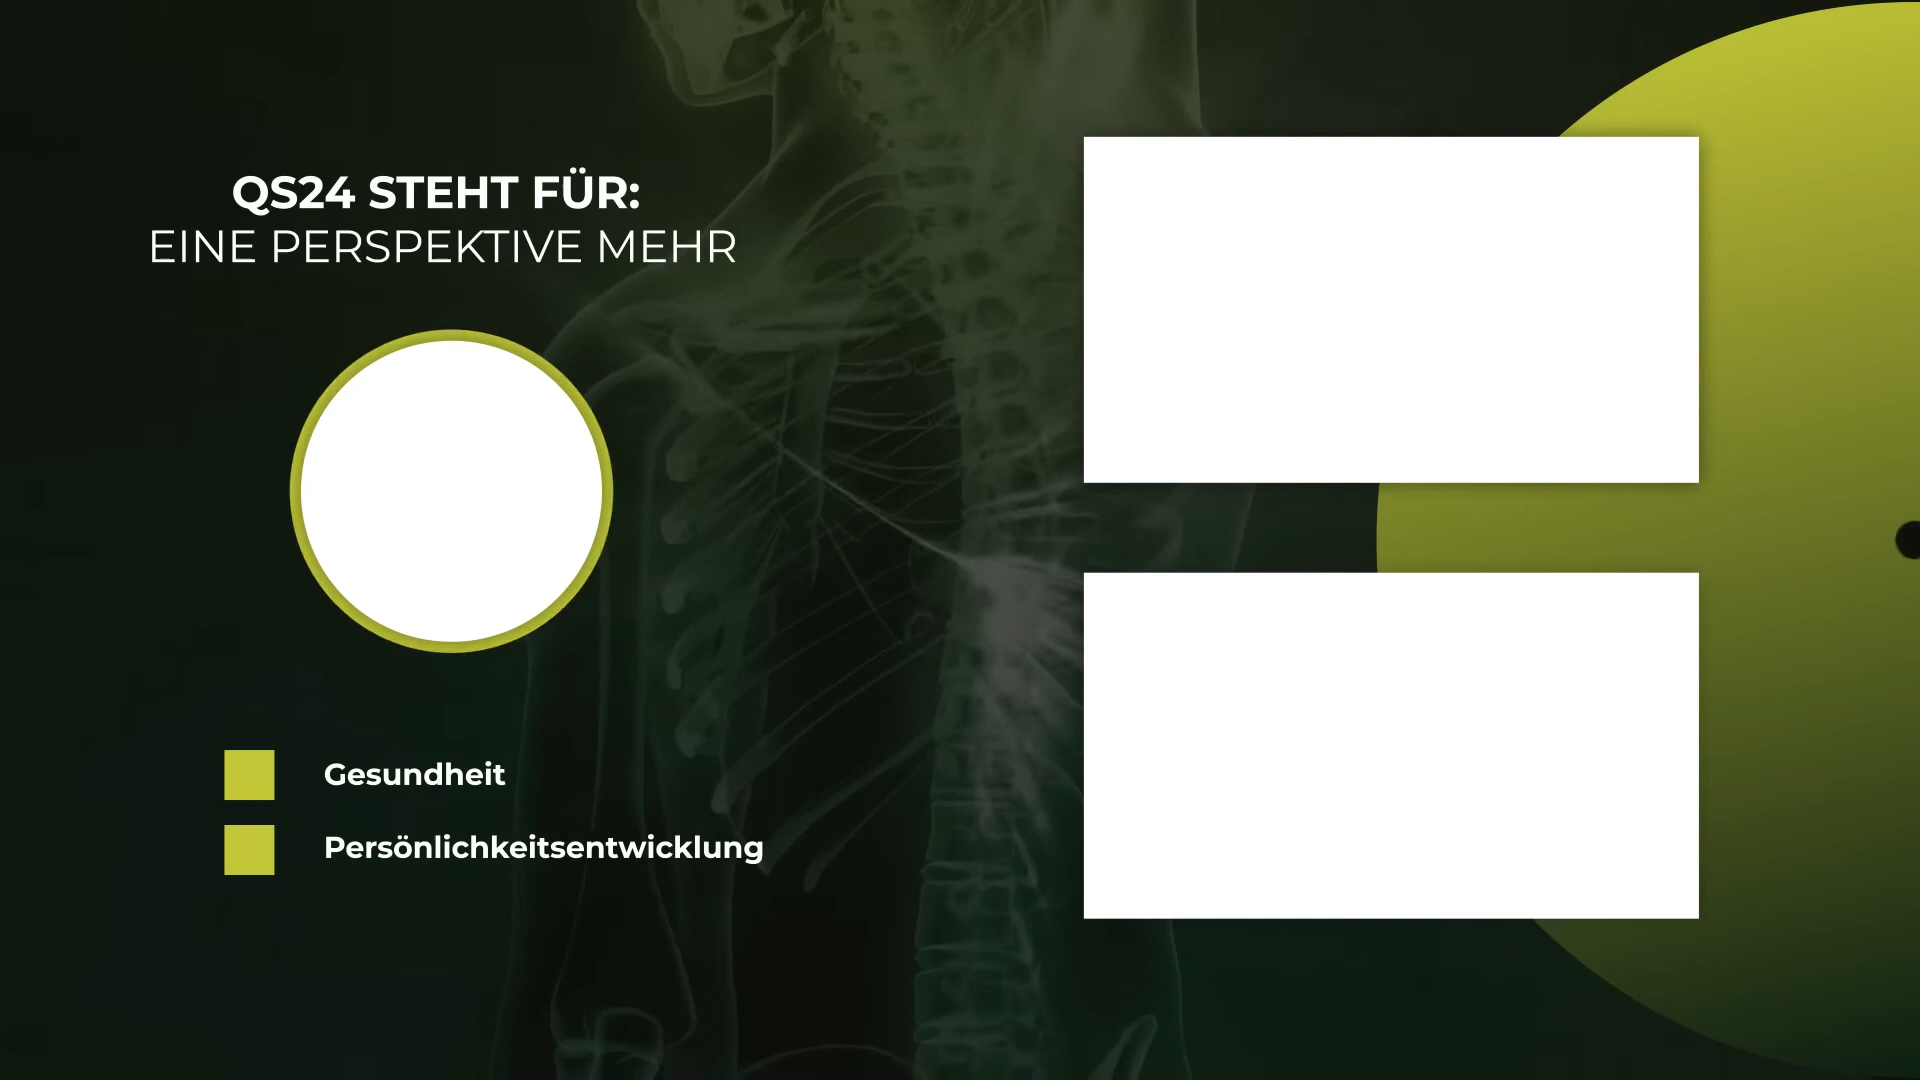 QS24 STEHT FÜR:
EINE PERSPEKTIVE MEHR
Gesundheit
Persönlichkeitsentwicklung